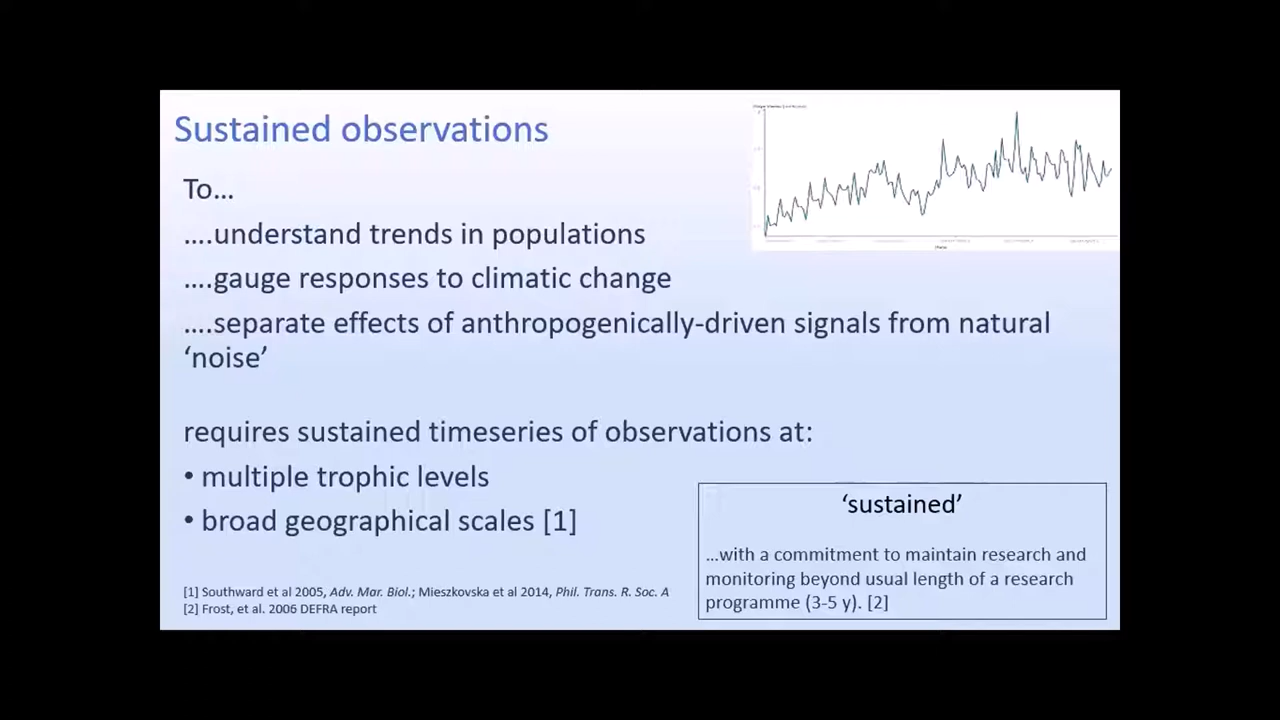 Sustained observations
To...
....understand trends in populations
....gauge responses to climatic change
....separate effects of anthropogenically-driven signals from natural
‘noise’
requires sustained timeseries of observations at:
• multiple trophic levels
• broad geographical scales [1]
‘sustained’
...with a commitment to maintain research and
monitoring beyond usual length of a research
programme (3-5 y). [2]
[1] Southward et al 2005, Adv. Mar. Biol.; Mieszkovska et al 2014, Phil. Trans. R. Soc. A
[2] Frost, et al. 2006 DEFRA report